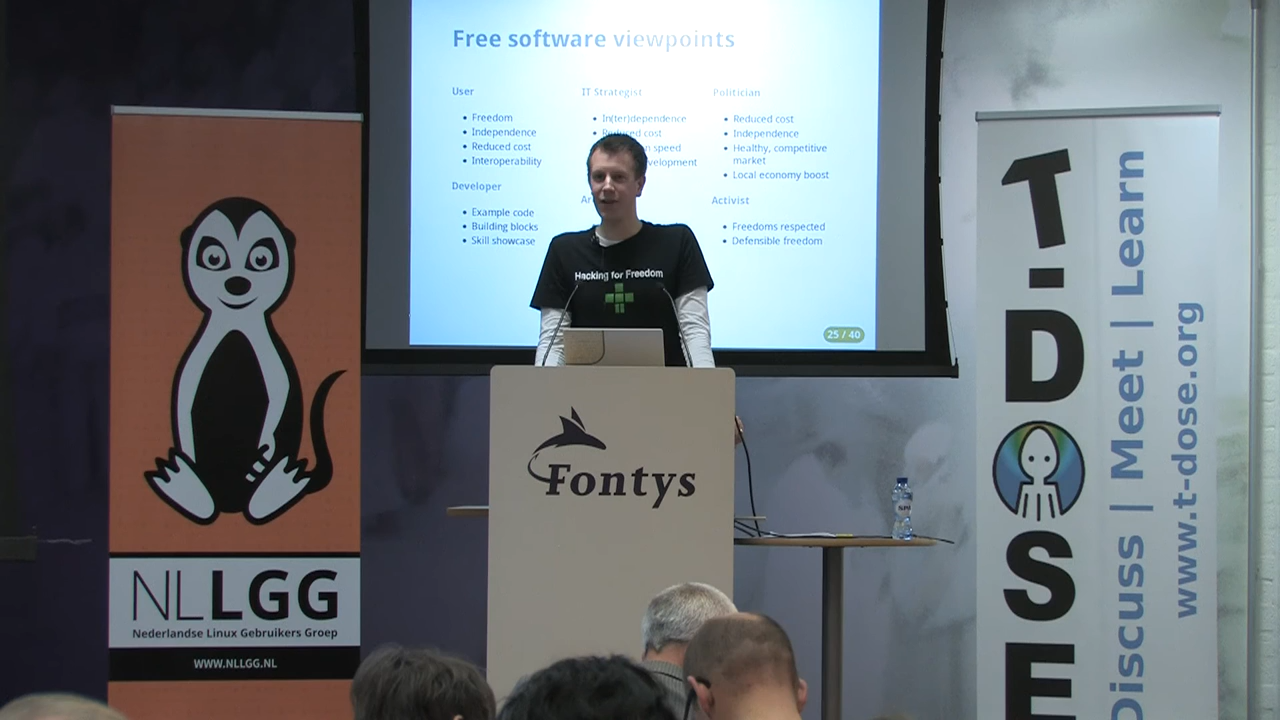 Free software viewpoints
User
Freedom
Independence
Reduced cost
Interoperability
Developer
Example code
Building blocks
Skill showcase
IT Strategist
In(ter)dependence
Reduced cost
speed
Politician
Reduced cost
Independence
Healthy, competitive
market
Local economy boost
Activist
Freedoms respected
Defensible freedom
25 / 40
Hacking for Freedom
Fontys
NLLGG
Nederlandse Linux Gebruikers Groep
WWW.NLLGG.NL
T-DOSE
Discuss | Meet | Learn
www.t-dose.org